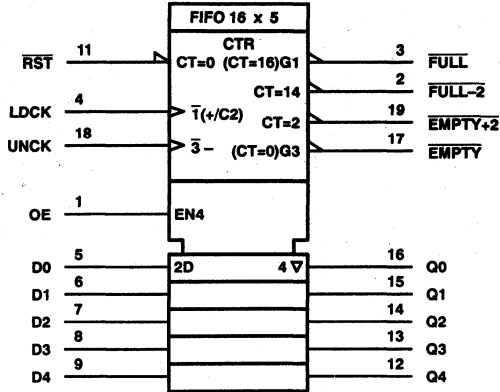 FIFO 16 x 5
CTR
11 RST CT=0 (CT=16)G1 3 FULL
CT=14 2 FULL–2
4 LDCK 1(+/C2)
CT=2 19 EMPTY+2
18 UNCK 3 – (CT=0)G3 17 EMPTY
1 OE EN4
5 D0 2D 4 ▽ 16 Q0
6 D1 15 Q1
7 D2 14 Q2
8 D3 13 Q3
9 D4 12 Q4